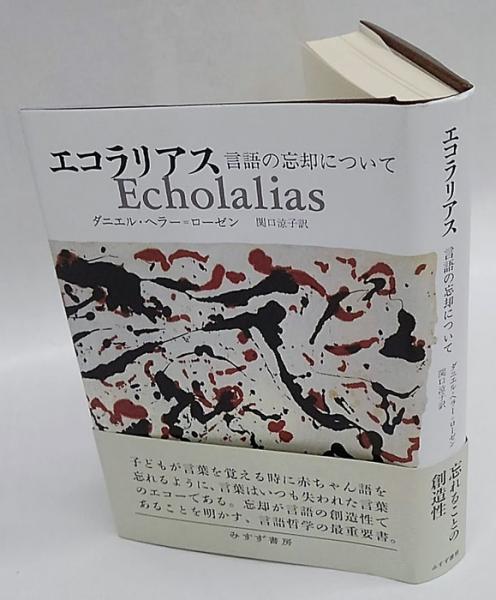 エコラリアス 言語の忘却について
Echolalias
ダニエル・ヘラー＝ローゼン 関口涼子訳
子どもが言葉を覚える時に赤ちゃん語を
忘れるように、言葉はいつも失われた言葉
のエコーである。忘却が言語の創造性で
あることを明かす、言語哲学の最重要書。
みすず書房
エコラリアス 言語の忘却について
ダニエル・ヘラー＝ローゼン
関口涼子訳
忘れることの
創造性
みすず書房